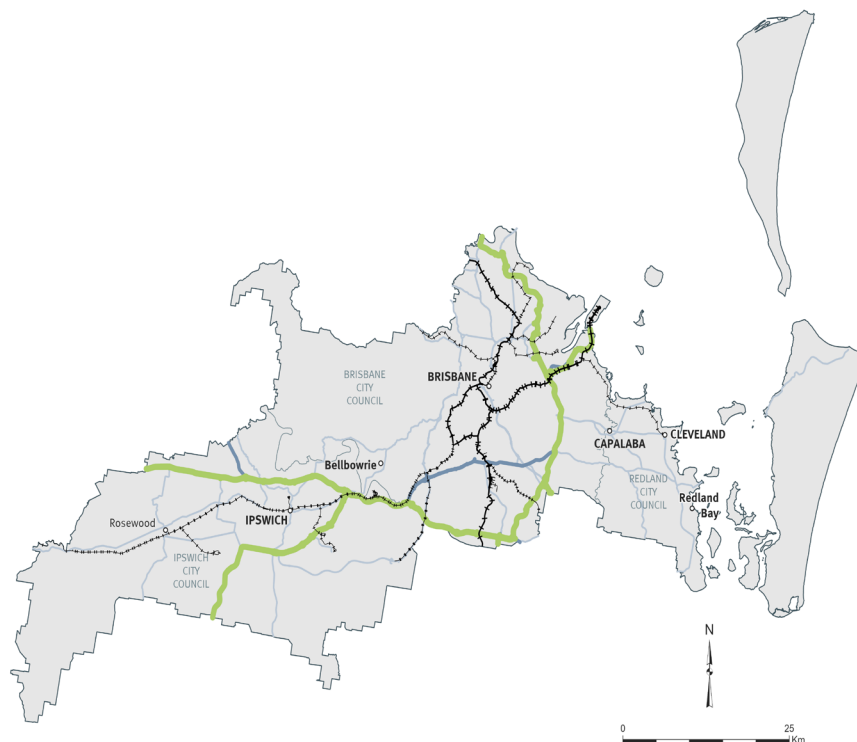 BRISBANE
CITY
COUNCIL
BRISBANE
CAPALABA
CLEVELAND
Bellbowrie
REDLAND
CITY
COUNCIL
Redland
Bay
Rosewood
IPSWICH
IPSWICH
CITY
COUNCIL
N
0
25
Km